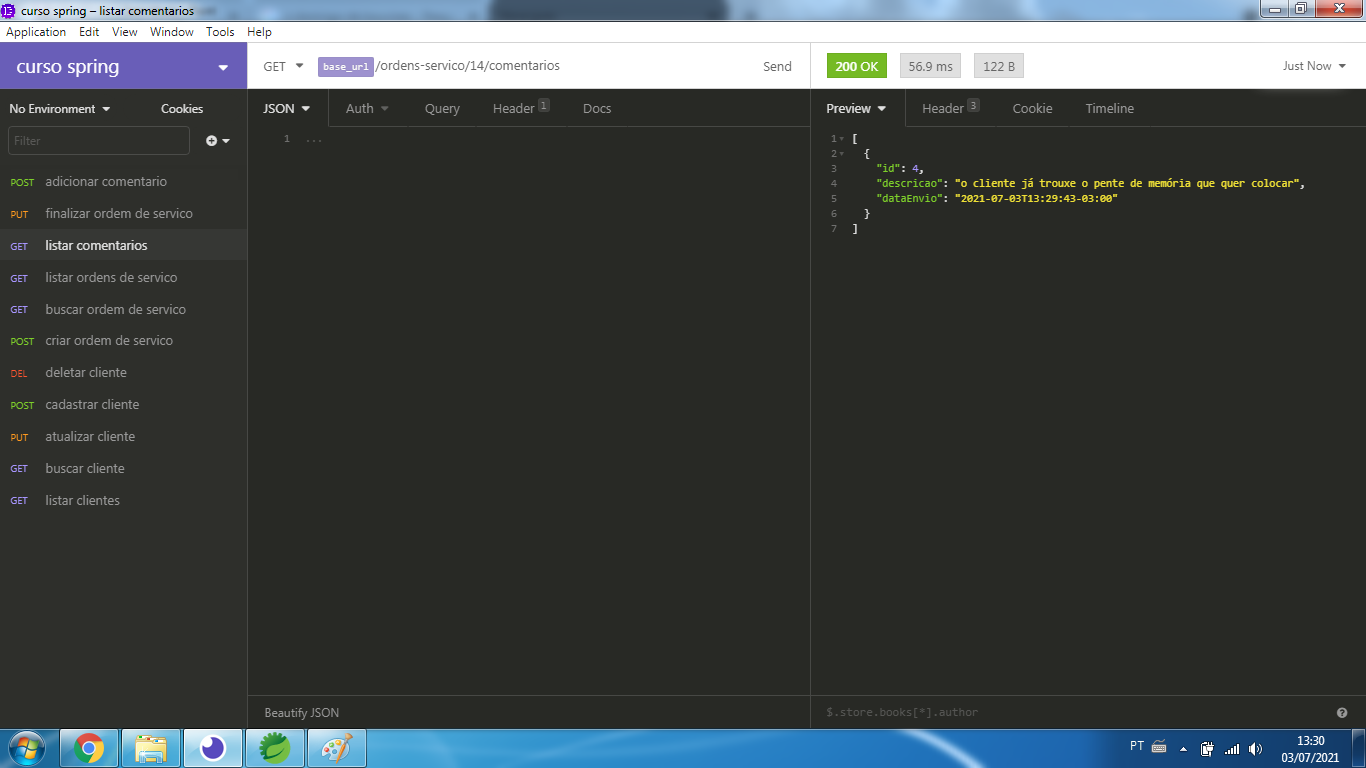 curso spring – listar comentarios
Application Edit View Window Tools Help
curso spring
GET base_url/ordens-servico/14/comentarios Send
200 OK 56.9 ms 122 B Just Now
No Environment Cookies
JSON Auth Query Header 1 Docs
Preview Header 3 Cookie Timeline
Filter
POST adicionar comentario
PUT finalizar ordem de servico
GET listar comentarios
GET listar ordens de servico
GET buscar ordem de servico
POST criar ordem de servico
DEL deletar cliente
POST cadastrar cliente
PUT atualizar cliente
GET buscar cliente
GET listar clientes
1 ...
1 [
2 {
3 "id": 4,
4 "descricao": "o cliente já trouxe o pente de memória que quer colocar",
5 "dataEnvio": "2021-07-03T13:29:43-03:00"
6 }
7 ]
Beautify JSON
$.store.books[*].author
PT
13:30
03/07/2021